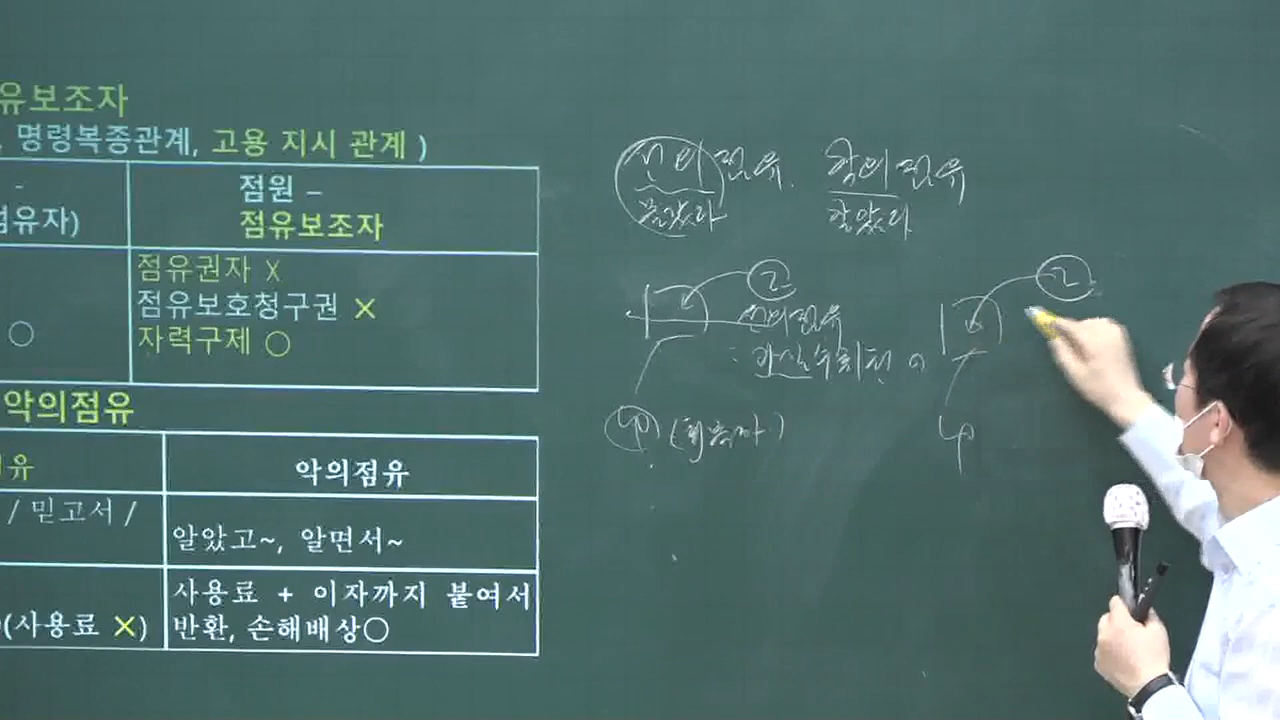 유보조자
, 명령복종관계, 고용 지시 관계 )
-
점유자)
점원 –
점유보조자
○
점유권자 X
점유보호청구권 X
자력구제 ○
악의점유
유
악의점유
/ 믿고서 /
알았고~, 알면서~
(사용료 X)
사용료 + 이자까지 붙여서
반환, 손해배상○
선의점유. 악의점유
몰랐다 알았다
乙
선의점유
: 과실수취권 O
甲
乙
甲